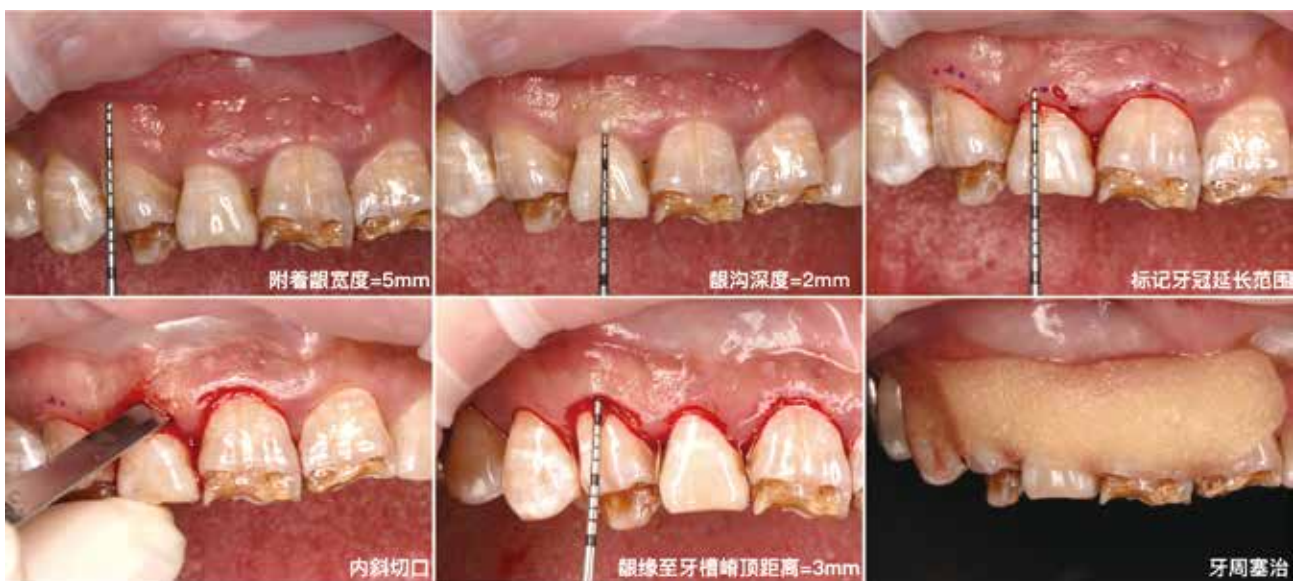 附着龈宽度=5mm
龈沟深度=2mm
标记牙冠延长范围
内斜切口
龈缘至牙槽嵴顶距离=3mm
牙周塞治